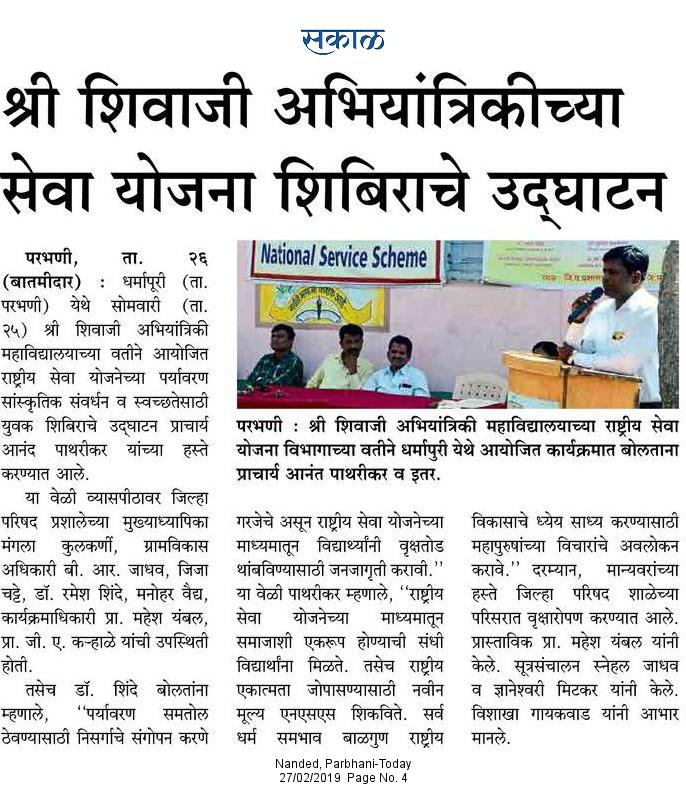 सकाळ
श्री शिवाजी अभियांत्रिकीच्या
सेवा योजना शिबिराचे उद्‌घाटन
परभणी, ता. २६
(बातमीदार) : धर्मापूरी (ता.
परभणी) येथे सोमवारी (ता.
२५) श्री शिवाजी अभियांत्रिकी
महाविद्यालयाच्या वतीने आयोजित
राष्ट्रीय सेवा योजनेच्या पर्यावरण
सांस्कृतिक संवर्धन व स्वच्छतेसाठी
युवक शिबिराचे उद्‌घाटन प्राचार्य
आनंद पाथरीकर यांच्या हस्ते
करण्यात आले.
या वेळी व्यासपीठावर जिल्हा
परिषद प्रशालेच्या मुख्याध्यापिका
मंगला कुलकर्णी, ग्रामविकास
अधिकारी बी. आर. जाधव, जिजा
चट्टे, डॉ. रमेश शिंदे, मनोहर वैद्य,
कार्यक्रमाधिकारी प्रा. महेश यंबल,
प्रा. जी. ए. कऱ्हाळे यांची उपस्थिती
होती.
तसेच डॉ. शिंदे बोलतांना
म्हणाले, ‘‘पर्यावरण समतोल
ठेवण्यासाठी निसर्गाचे संगोपन करणे
National Service Scheme
परभणी : श्री शिवाजी अभियांत्रिकी महाविद्यालयाच्या राष्ट्रीय सेवा
योजना विभागाच्या वतीने धर्मापुरी येथे आयोजित कार्यक्रमात बोलताना
प्राचार्य आनंत पाथरीकर व इतर.
गरजेचे असून राष्ट्रीय सेवा योजनेच्या
माध्यमातून विद्यार्थ्यांनी वृक्षतोड
थांबविण्यासाठी जनजागृती करावी.’’
या वेळी पाथरीकर म्हणाले, ‘‘राष्ट्रीय
सेवा योजनेच्या माध्यमातून
समाजाशी एकरूप होण्याची संधी
विद्यार्थांना मिळते. तसेच राष्ट्रीय
एकात्मता जोपासण्यासाठी नवीन
मूल्य एनएसएस शिकविते. सर्व
धर्म समभाव बाळगुण राष्ट्रीय
विकासाचे ध्येय साध्य करण्यासाठी
महापुरुषांच्या विचारांचे अवलोकन
करावे.’’ दरम्यान, मान्यवरांच्या
हस्ते जिल्हा परिषद शाळेच्या
परिसरात वृक्षारोपण करण्यात आले.
प्रास्ताविक प्रा. महेश यंबल यांनी
केले. सूत्रसंचालन स्नेहल जाधव
व ज्ञानेश्वरी मिटकर यांनी केले.
विशाखा गायकवाड यांनी आभार
मानले.
Nanded, Parbhani-Today
27/02/2019 Page No. 4